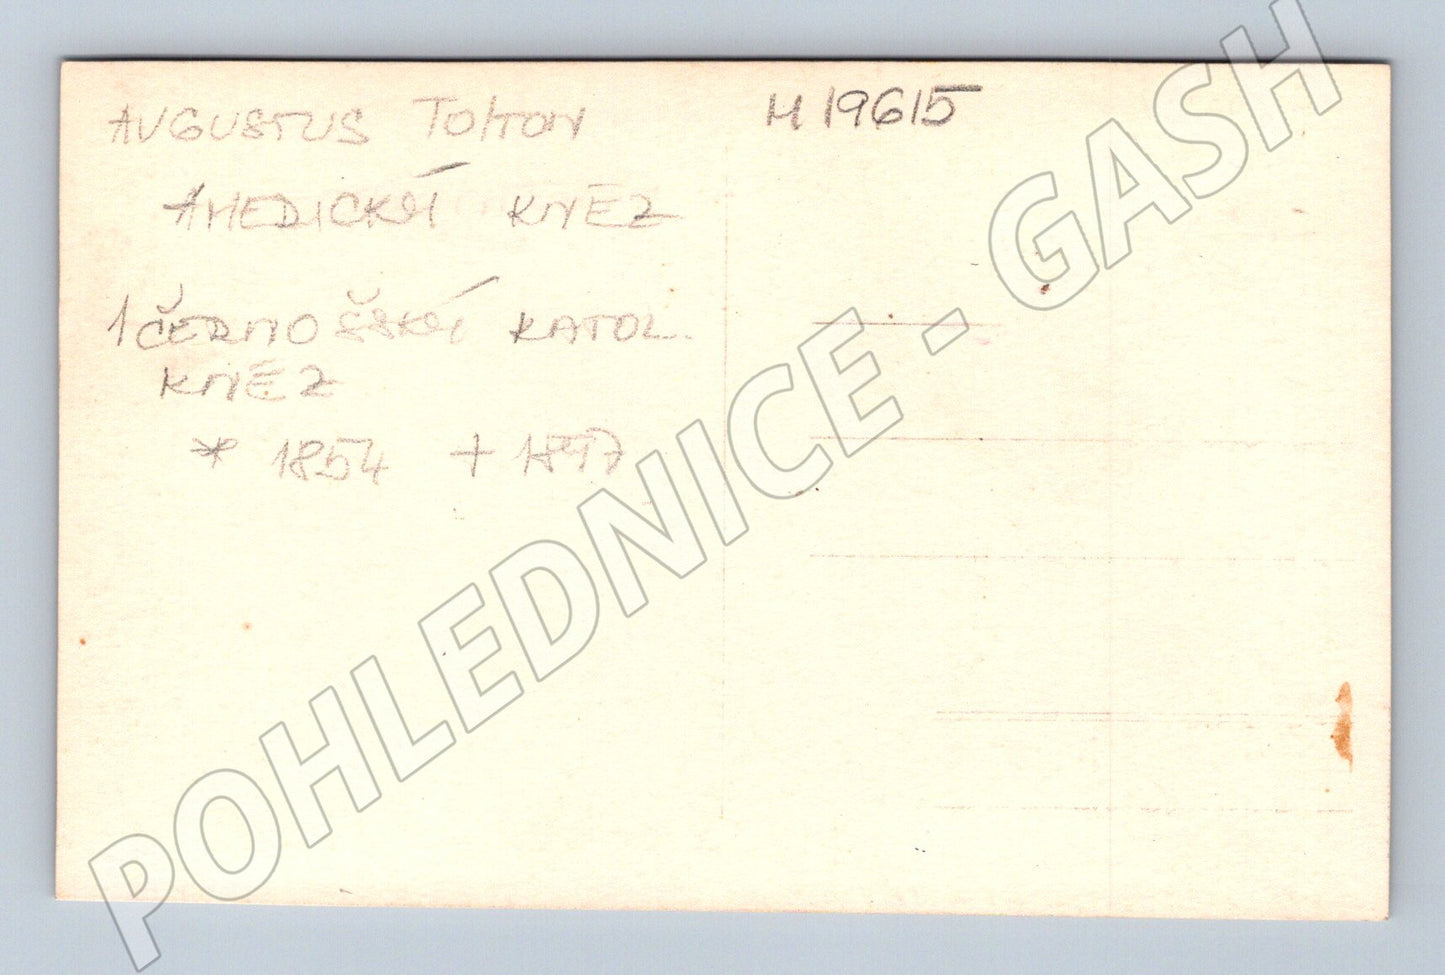 AUGUSTUS TOLTON
AMERICKÝ KNĚZ
1 ČERNOŠSKÝ KATOL.
KNĚZ
* 1854 + 1897
M 19615
POHLEDNICE - GASH